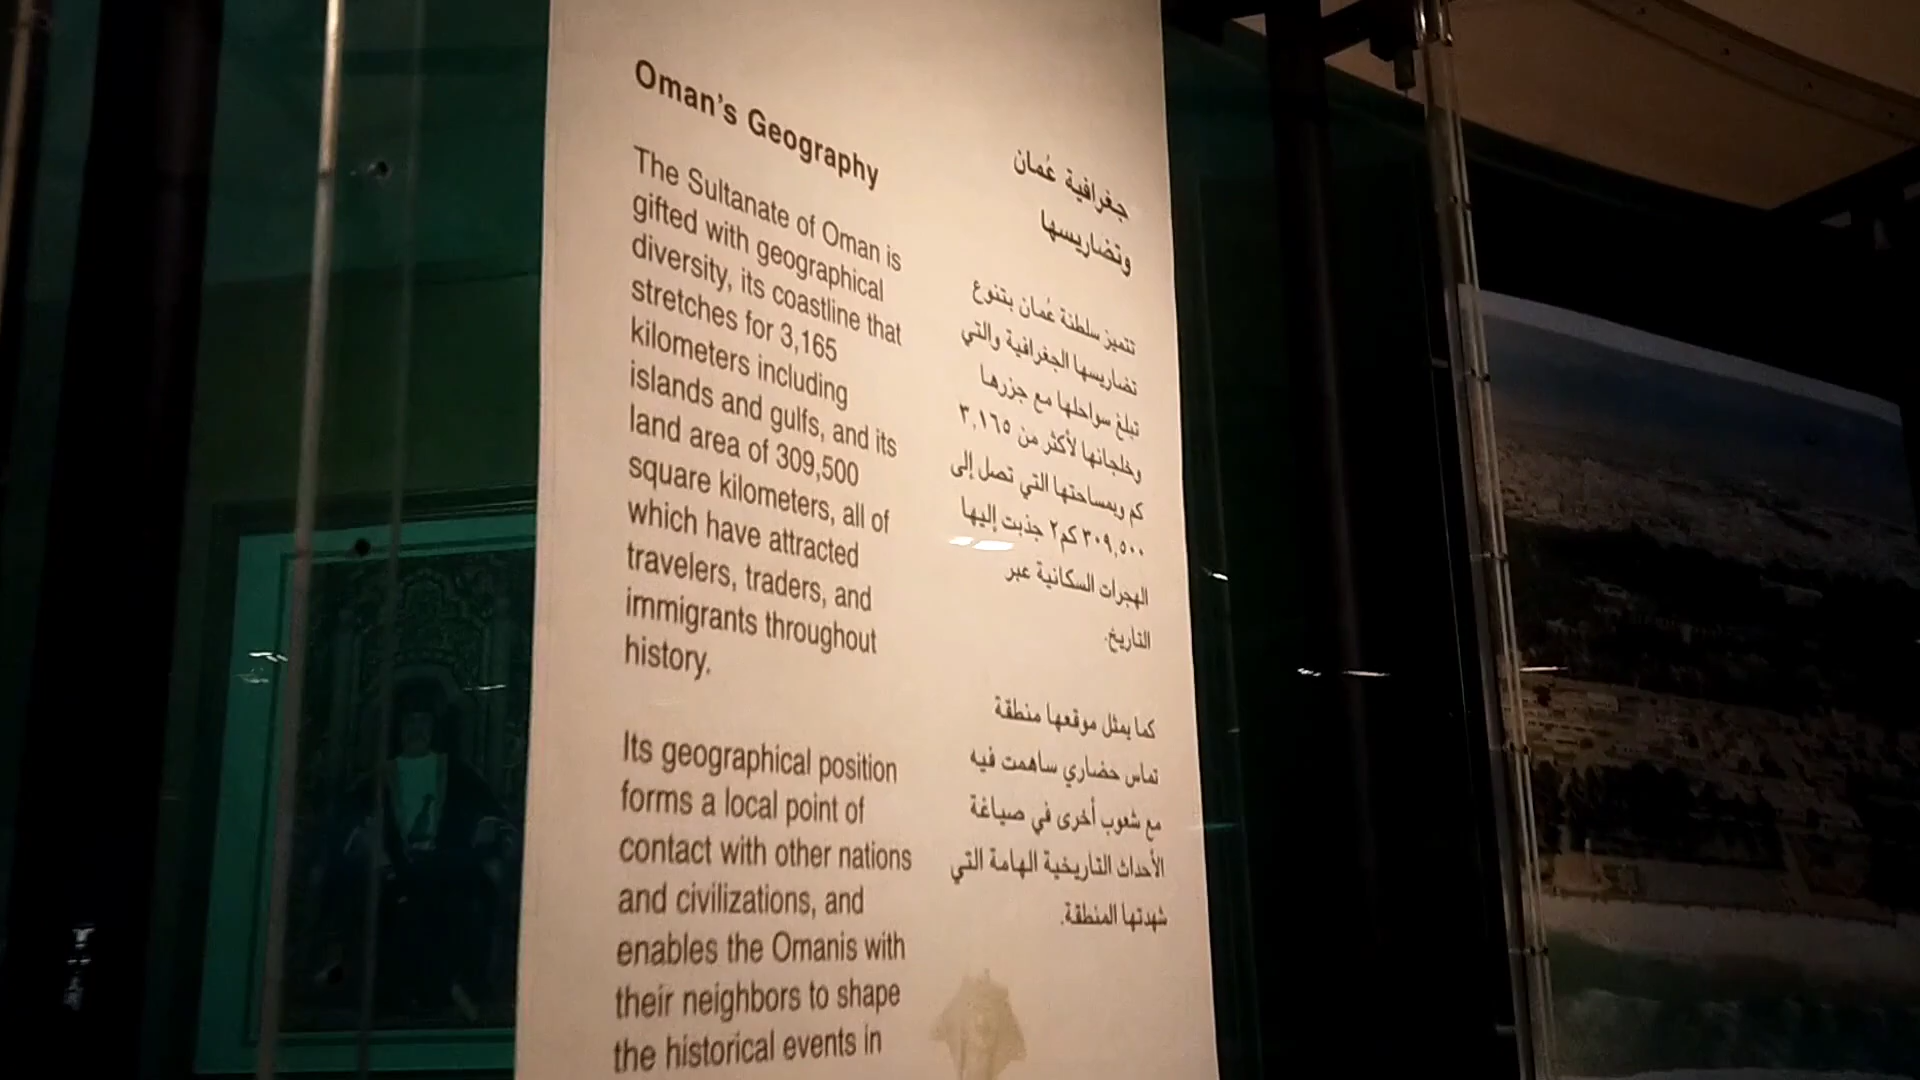 Oman's Geography
The Sultanate of Oman is
gifted with geographical
diversity, its coastline that
stretches for 3,165
kilometers including
islands and gulfs, and its
land area of 309,500
square kilometers, all of
which have attracted
travelers, traders, and
immigrants throughout
history.
Its geographical position
forms a local point of
contact with other nations
and civilizations, and
enables the Omanis with
their neighbors to shape
the historical events in
جغرافية عُمان
وتضاريسها
تتميز سلطنة عُمان بتنوع
تضاريسها الجغرافية والتي
تبلغ سواحلها مع جزرها
وخلجانها لأكثر من ٣,١٦٥
كم وبمساحتها التي تصل إلى
٣٠٩,٥٠٠ كم٢ جذبت إليها
الهجرات السكانية عبر
التاريخ.
كما يمثل موقعها منطقة
تماس حضاري ساهمت فيه
مع شعوب أخرى في صياغة
الأحداث التاريخية الهامة التي
شهدتها المنطقة.